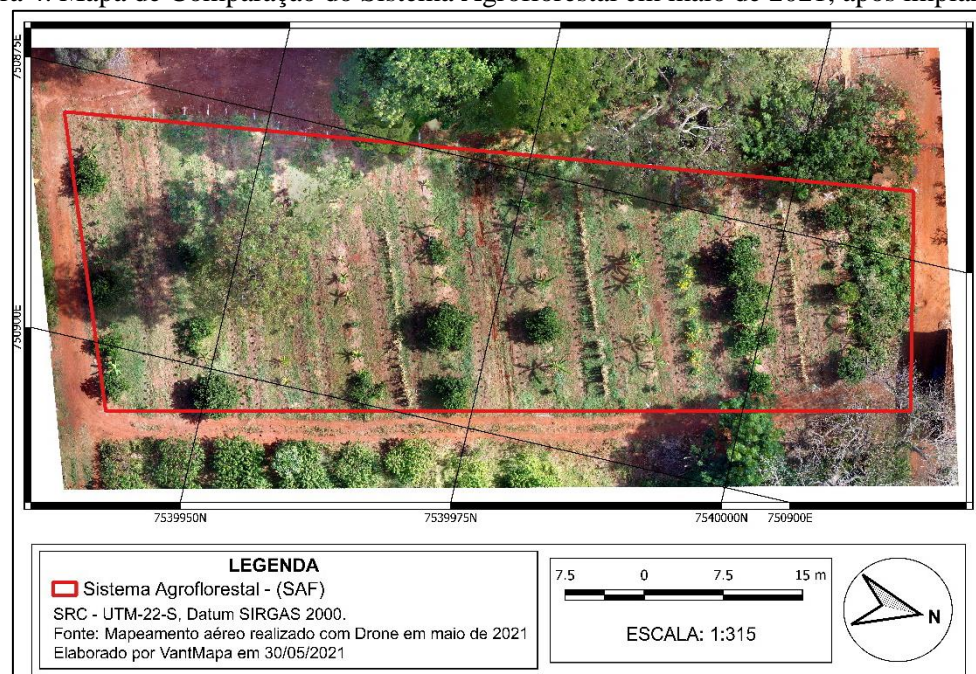 ra 4: Mapa de Comparação do Sistema Agroflorestal em maio de 2021, após
750875E
750900E
7539950N
7539975N
7540000N
750900E
LEGENDA
Sistema Agroflorestal - (SAF)
SRC - UTM-22-S, Datum SIRGAS 2000.
Fonte: Mapeamento aéreo realizado com Drone em maio de 2021
Elaborado por VantMapa em 30/05/2021
7.5 0 7.5 15 m
ESCALA: 1:315
N